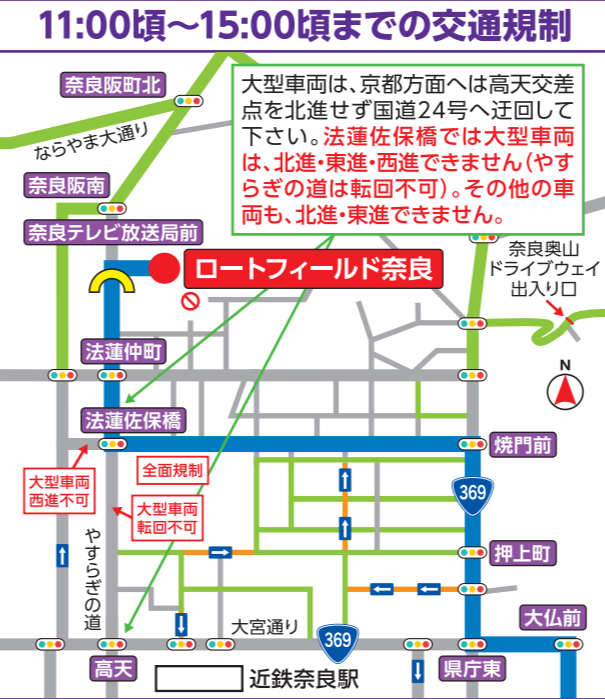 11:00頃～15:00頃までの交通規制
奈良阪町北
大型車両は、京都方面へは高天交差
点を北進せず国道24号へ迂回して
下さい。法蓮佐保橋では大型車両
は、北進・東進・西進できません(やす
らぎの道は転回不可)。その他の車
両も、北進・東進できません。
ならやま大通り
奈良阪南
奈良テレビ放送局前
ロートフィールド奈良
奈良奥山
ドライブウェイ
出入り口
法蓮仲町
N
法蓮佐保橋
焼門前
全面規制
大型車両
西進不可
369
大型車両
転回不可
やすらぎの道
押上町
大仏前
大宮通り
369
高天
近鉄奈良駅
県庁東